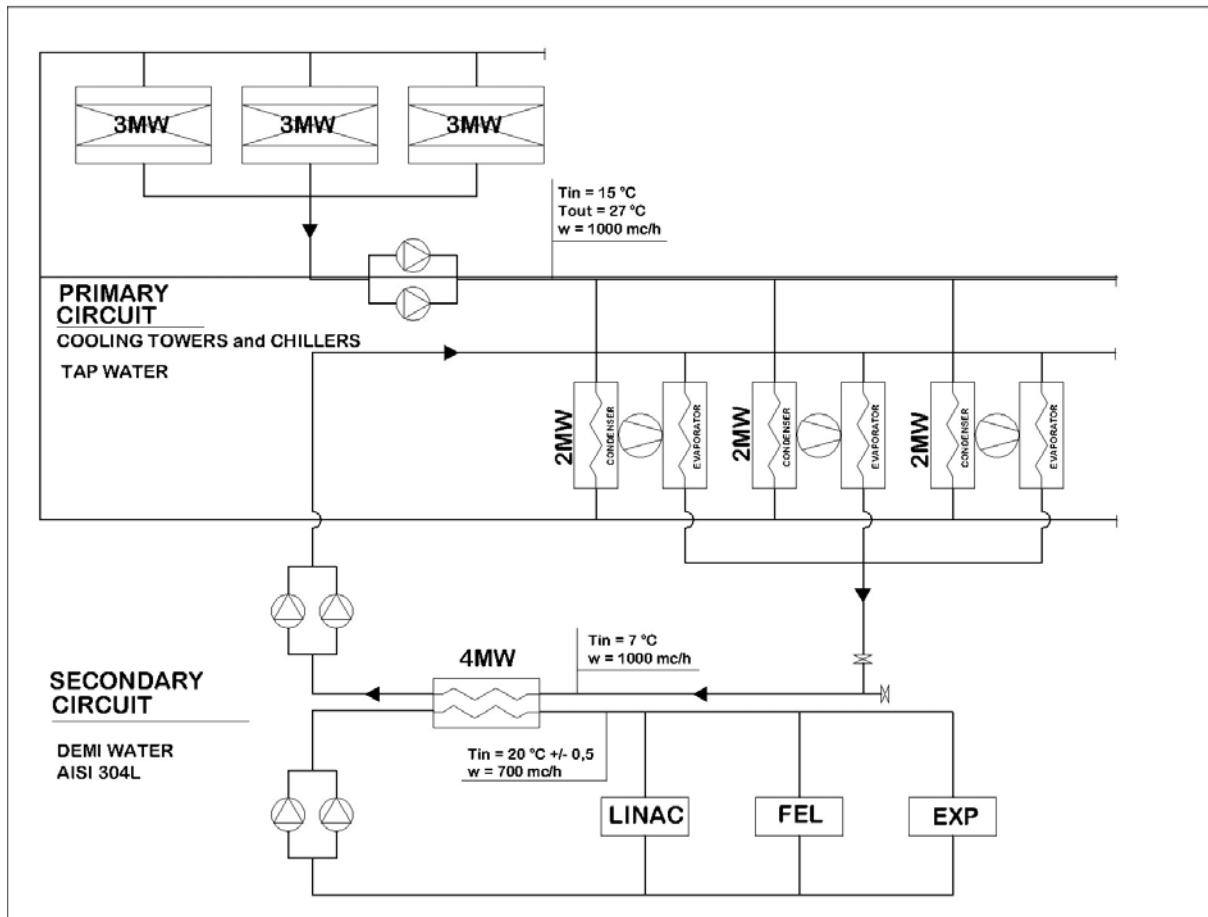 3MW
3MW
3MW
Tin = 15 °C
Tout = 27 °C
w = 1000 mc/h
PRIMARY
CIRCUIT
COOLING TOWERS and CHILLERS
TAP WATER
2MW
CONDENSER
EVAPORATOR
2MW
CONDENSER
EVAPORATOR
2MW
CONDENSER
EVAPORATOR
Tin = 7 °C
w = 1000 mc/h
4MW
SECONDARY
CIRCUIT
DEMI WATER
AISI 304L
Tin = 20 °C +/- 0,5
w = 700 mc/h
LINAC
FEL
EXP